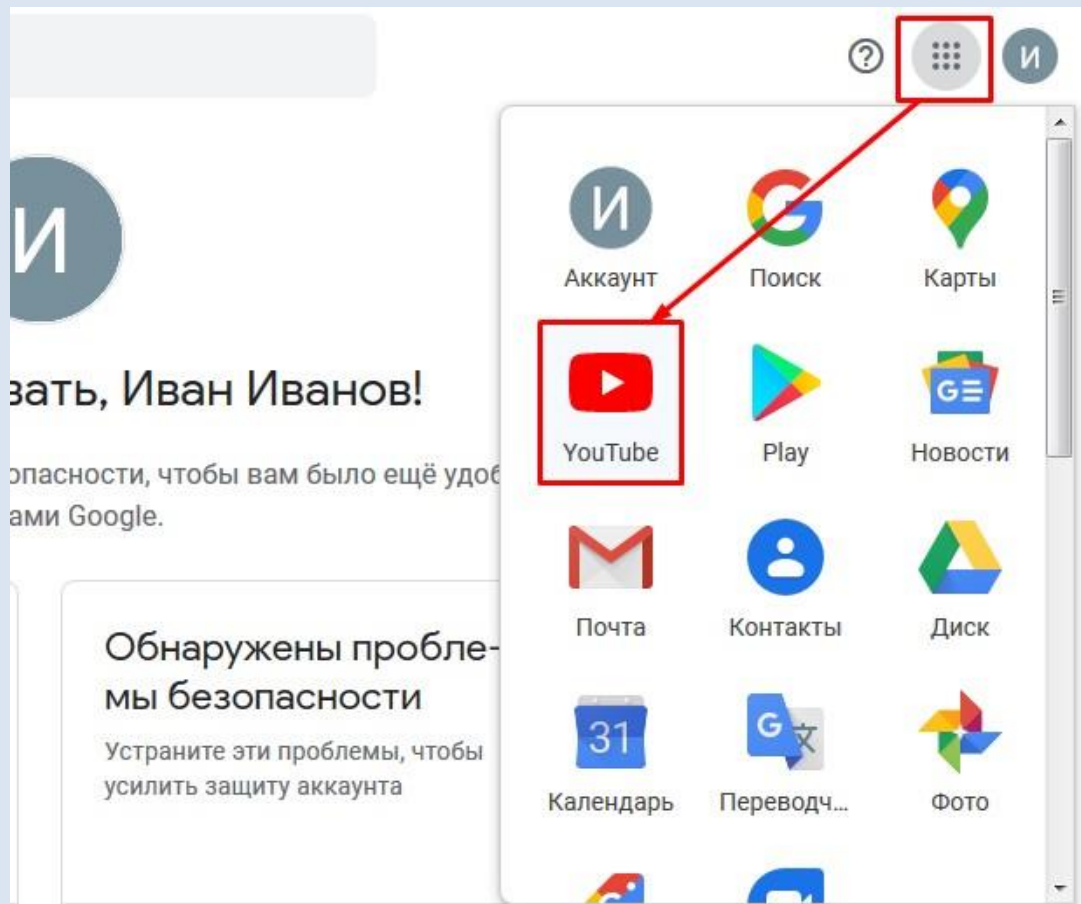 И
И
вать, Иван Иванов!
опасности, чтобы вам было ещё удоб
ами Google.
Обнаружены пробле-
мы безопасности
Устраните эти проблемы, чтобы
усилить защиту аккаунта
И
Аккаунт
Поиск
Карты
YouTube
Play
G
Новости
Почта
Контакты
Диск
31
G 文
Календарь
Переводч...
Фото